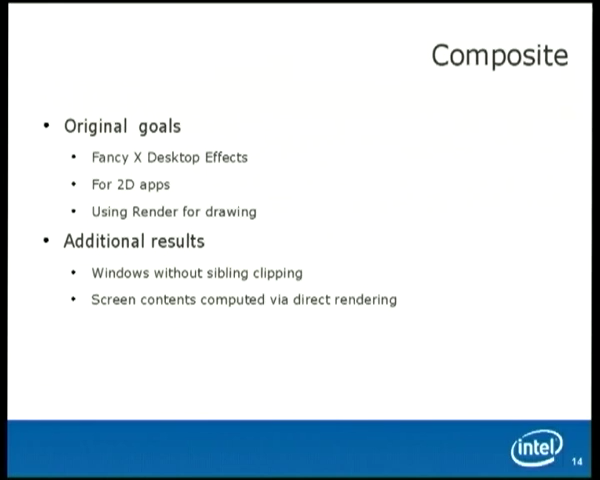 Composite
• Original goals
• Fancy X Desktop Effects
• For 2D apps
• Using Render for drawing
• Additional results
• Windows without sibling clipping
• Screen contents computed via direct rendering
intel
14